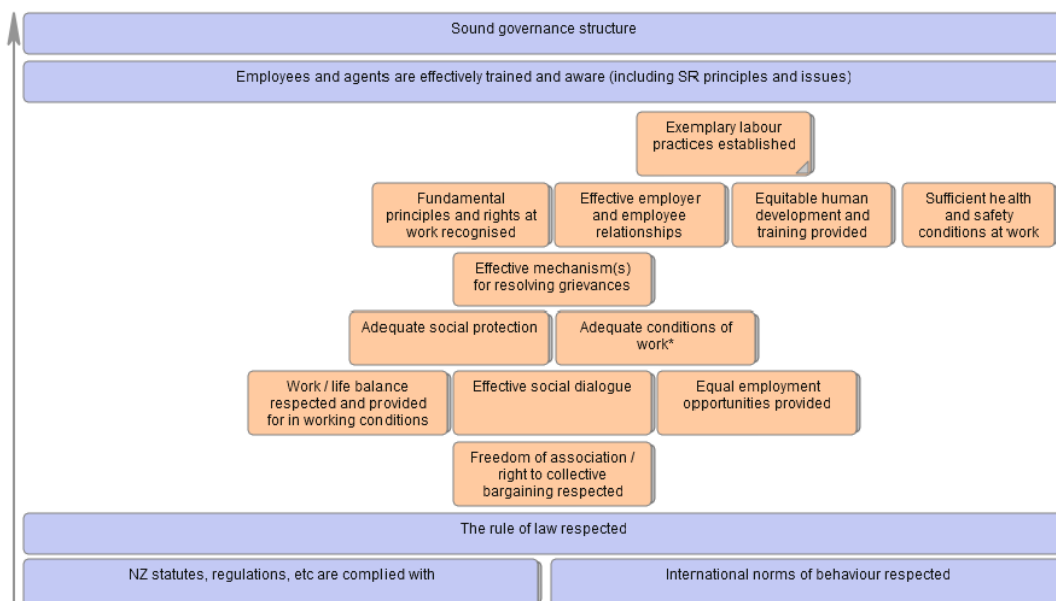 Sound governance structure
Employees and agents are effectively trained and aware (including SR principles and issues)
Exemplary labour
practices established
Fundamental
principles and rights at
work recognised
Effective employer
and employee
relationships
Equitable human
development and
training provided
Sufficient health
and safety
conditions at work
Effective mechanism(s)
for resolving grievances
Adequate social protection
Adequate conditions of
work*
Work / life balance
respected and provided
for in working conditions
Effective social dialogue
Equal employment
opportunities provided
Freedom of association /
right to collective
bargaining respected
The rule of law respected
NZ statutes, regulations, etc are complied with
International norms of behaviour respected